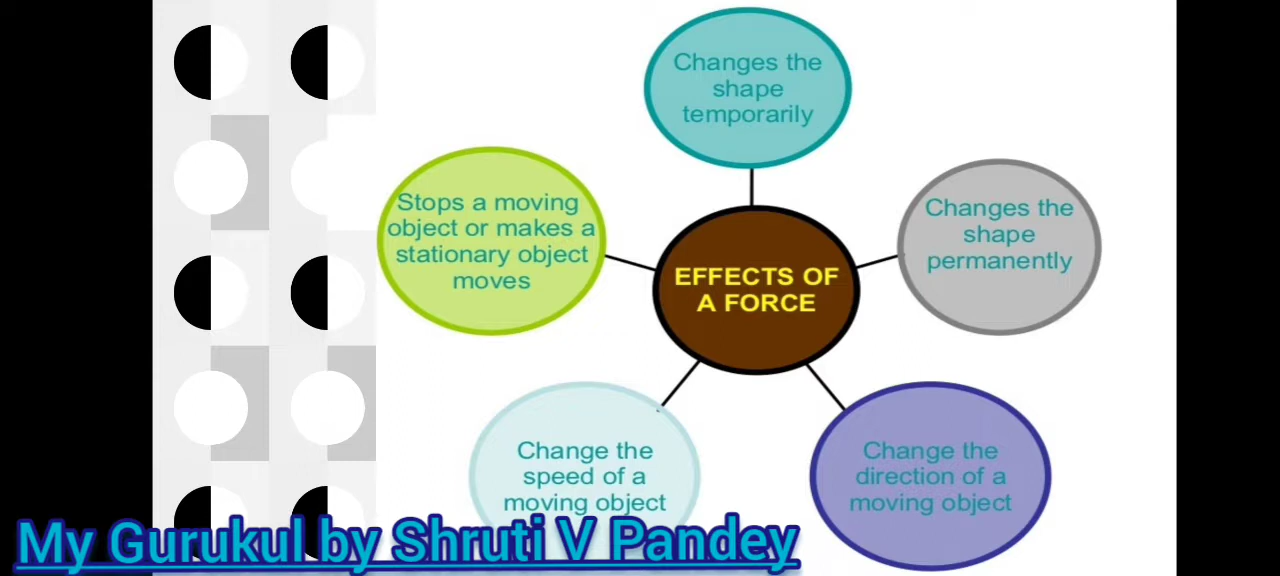 Changes the
shape
temporarily
Stops a moving
object or makes a
stationary object
moves
Changes the
shape
permanently
EFFECTS OF
A FORCE
Change the
speed of a
moving object
Change the
direction of a
moving object
My Gurukul by Shruti V Pandey